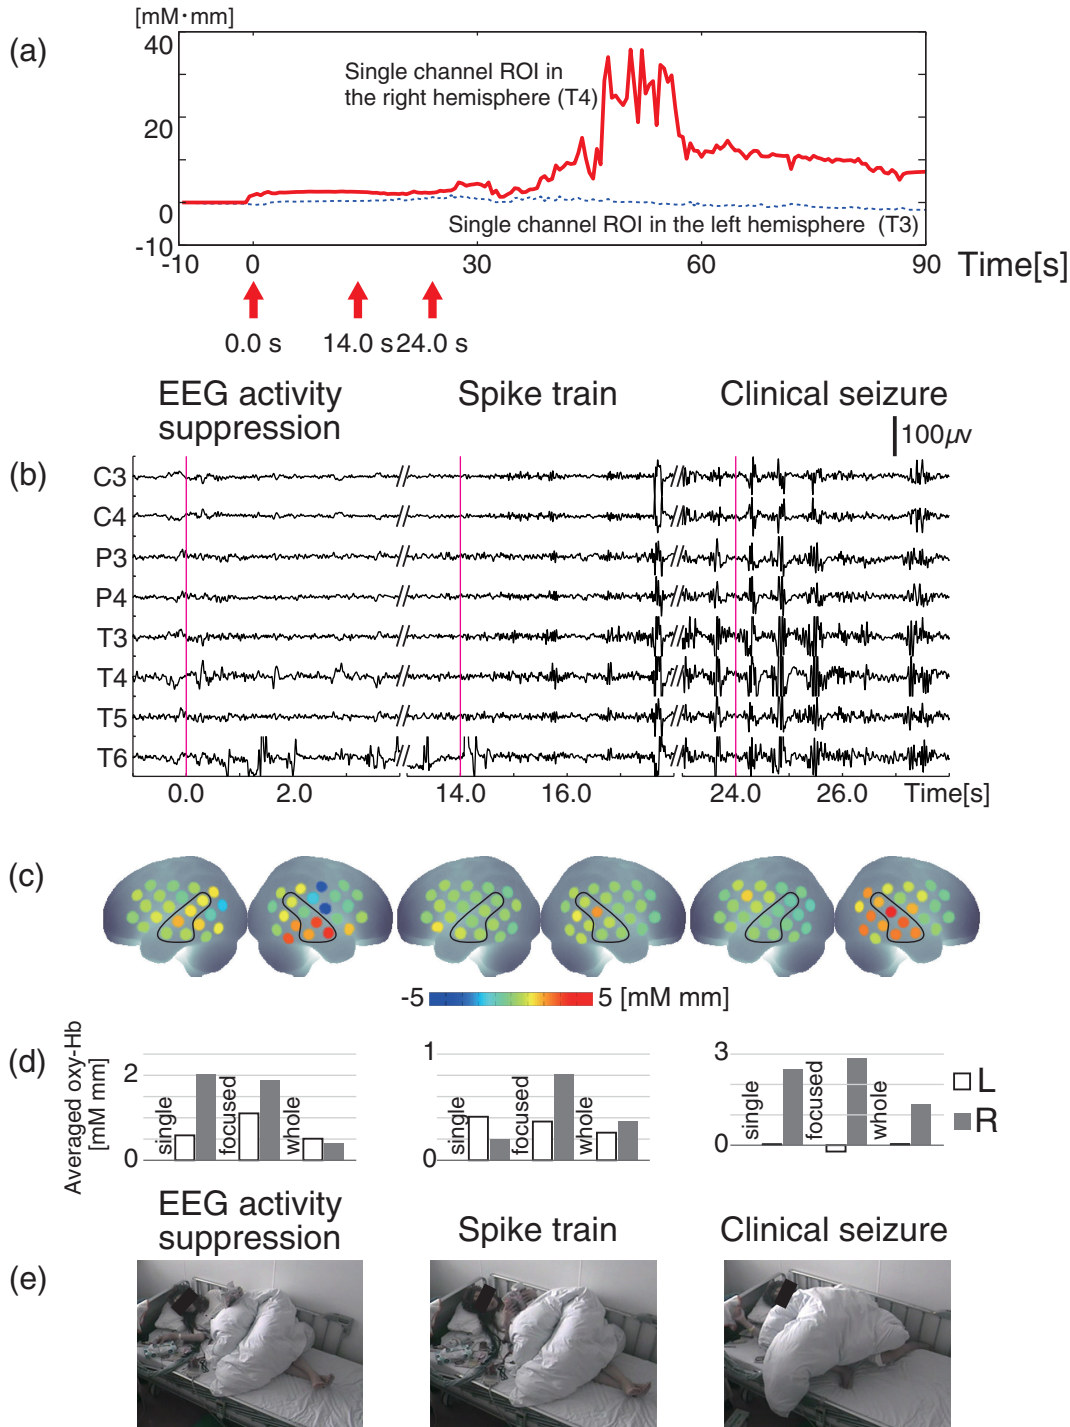 [mM·mm]
(a)
40
20
0
-10
Single channel ROI in
the right hemisphere (T4)
Single channel ROI in the left hemisphere (T3)
-10 0 30 60 90 Time[s]
0.0 s 14.0 s 24.0 s
EEG activity
suppression
Spike train
Clinical seizure
100μv
(b)
C3
C4
P3
P4
T3
T4
T5
T6
0.0 2.0 14.0 16.0 24.0 26.0 Time[s]
(c)
-5 5 [mM mm]
(d)
Averaged oxy-Hb
[mM mm]
2
0
single focused whole
1
0
single focused whole
3
0
single focused whole
L
R
EEG activity
suppression
Spike train
Clinical seizure
(e)